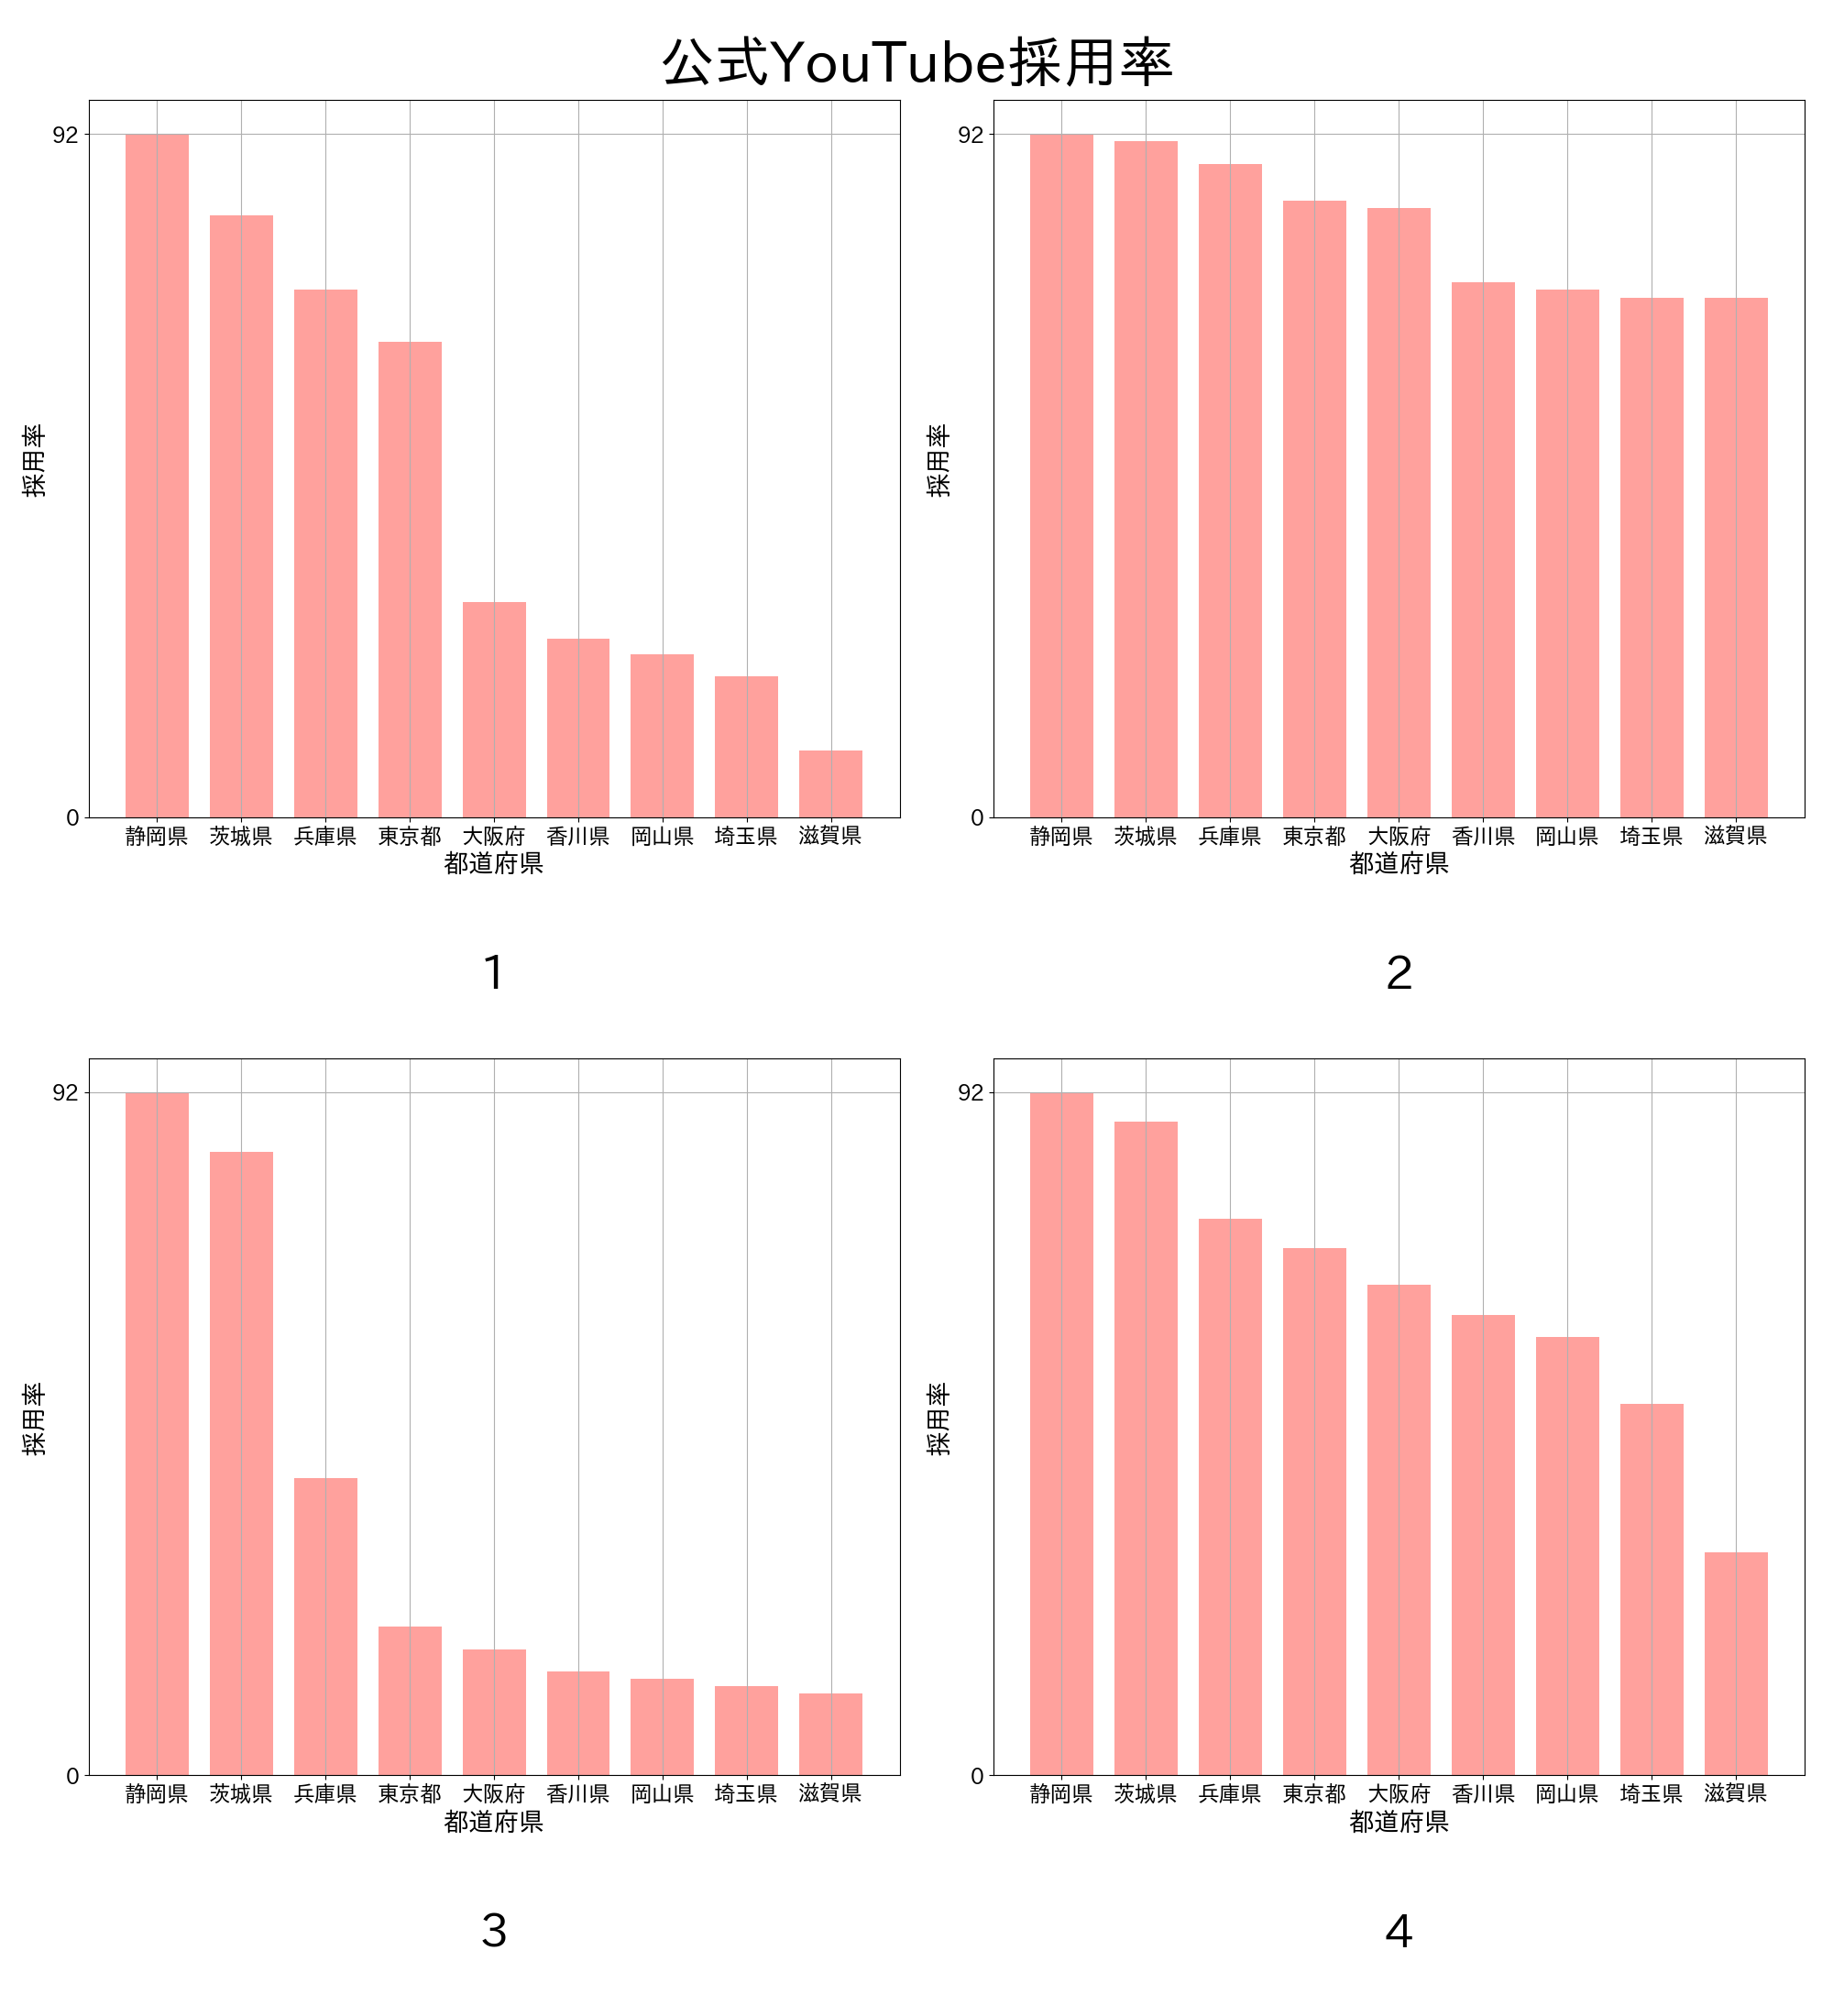 公式YouTube採用率
92
0
採用率
静岡県 茨城県 兵庫県 東京都 大阪府 香川県 岡山県 埼玉県 滋賀県
都道府県
1
92
0
採用率
静岡県 茨城県 兵庫県 東京都 大阪府 香川県 岡山県 埼玉県 滋賀県
都道府県
2
92
0
採用率
静岡県 茨城県 兵庫県 東京都 大阪府 香川県 岡山県 埼玉県 滋賀県
都道府県
3
92
0
採用率
静岡県 茨城県 兵庫県 東京都 大阪府 香川県 岡山県 埼玉県 滋賀県
都道府県
4